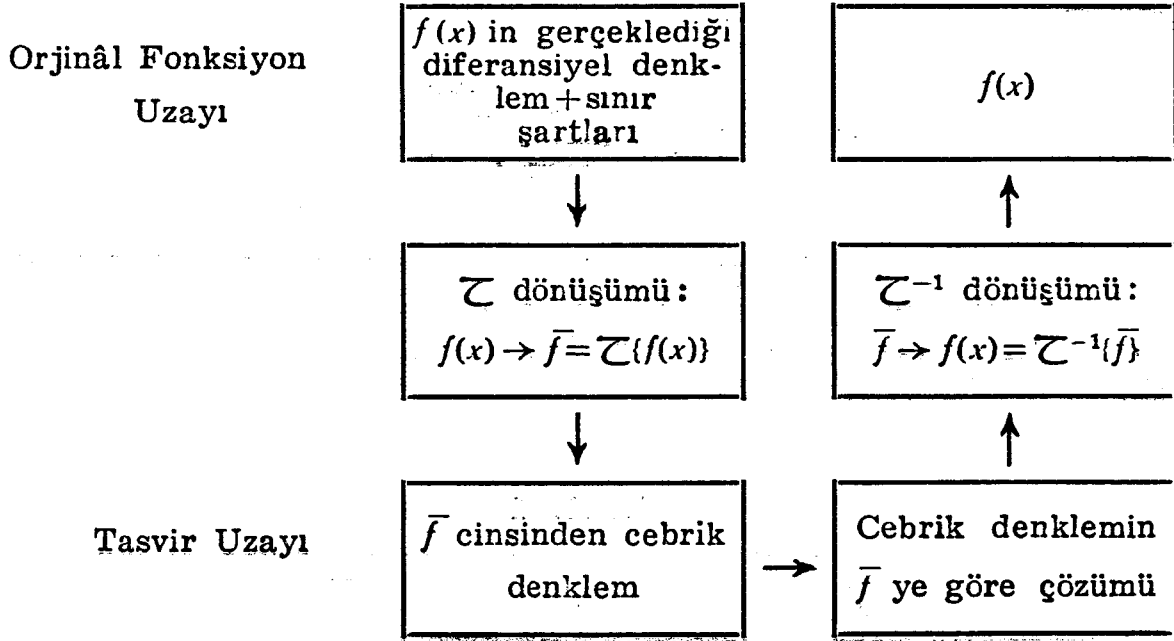 Orjinâl Fonksiyon
Uzayı
f(x) in gerçeklediği
diferansiyel denk-
lem+sınır
şartları
f(x)
ζ dönüşümü:
f(x) → f̅ = ζ{f(x)}
ζ⁻¹ dönüşümü:
f̅ → f(x) = ζ⁻¹{f̅}
Tasvir Uzayı
f̅ cinsinden cebrik
denklem
Cebrik denklemin
f̅ ye göre çözümü